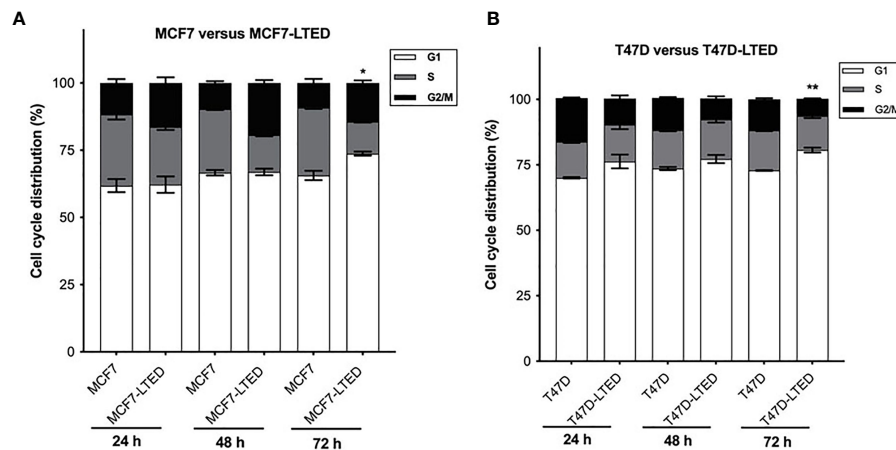 A
MCF7 versus MCF7-LTED
G1
S
G2/M
*
100
75
50
25
0
Cell cycle distribution (%)
MCF7
MCF7-LTED
MCF7
MCF7-LTED
MCF7
MCF7-LTED
24 h
48 h
72 h
B
T47D versus T47D-LTED
G1
S
G2/M
**
100
75
50
25
0
Cell cycle distribution (%)
T47D
T47D-LTED
T47D
T47D-LTED
T47D
T47D-LTED
24 h
48 h
72 h